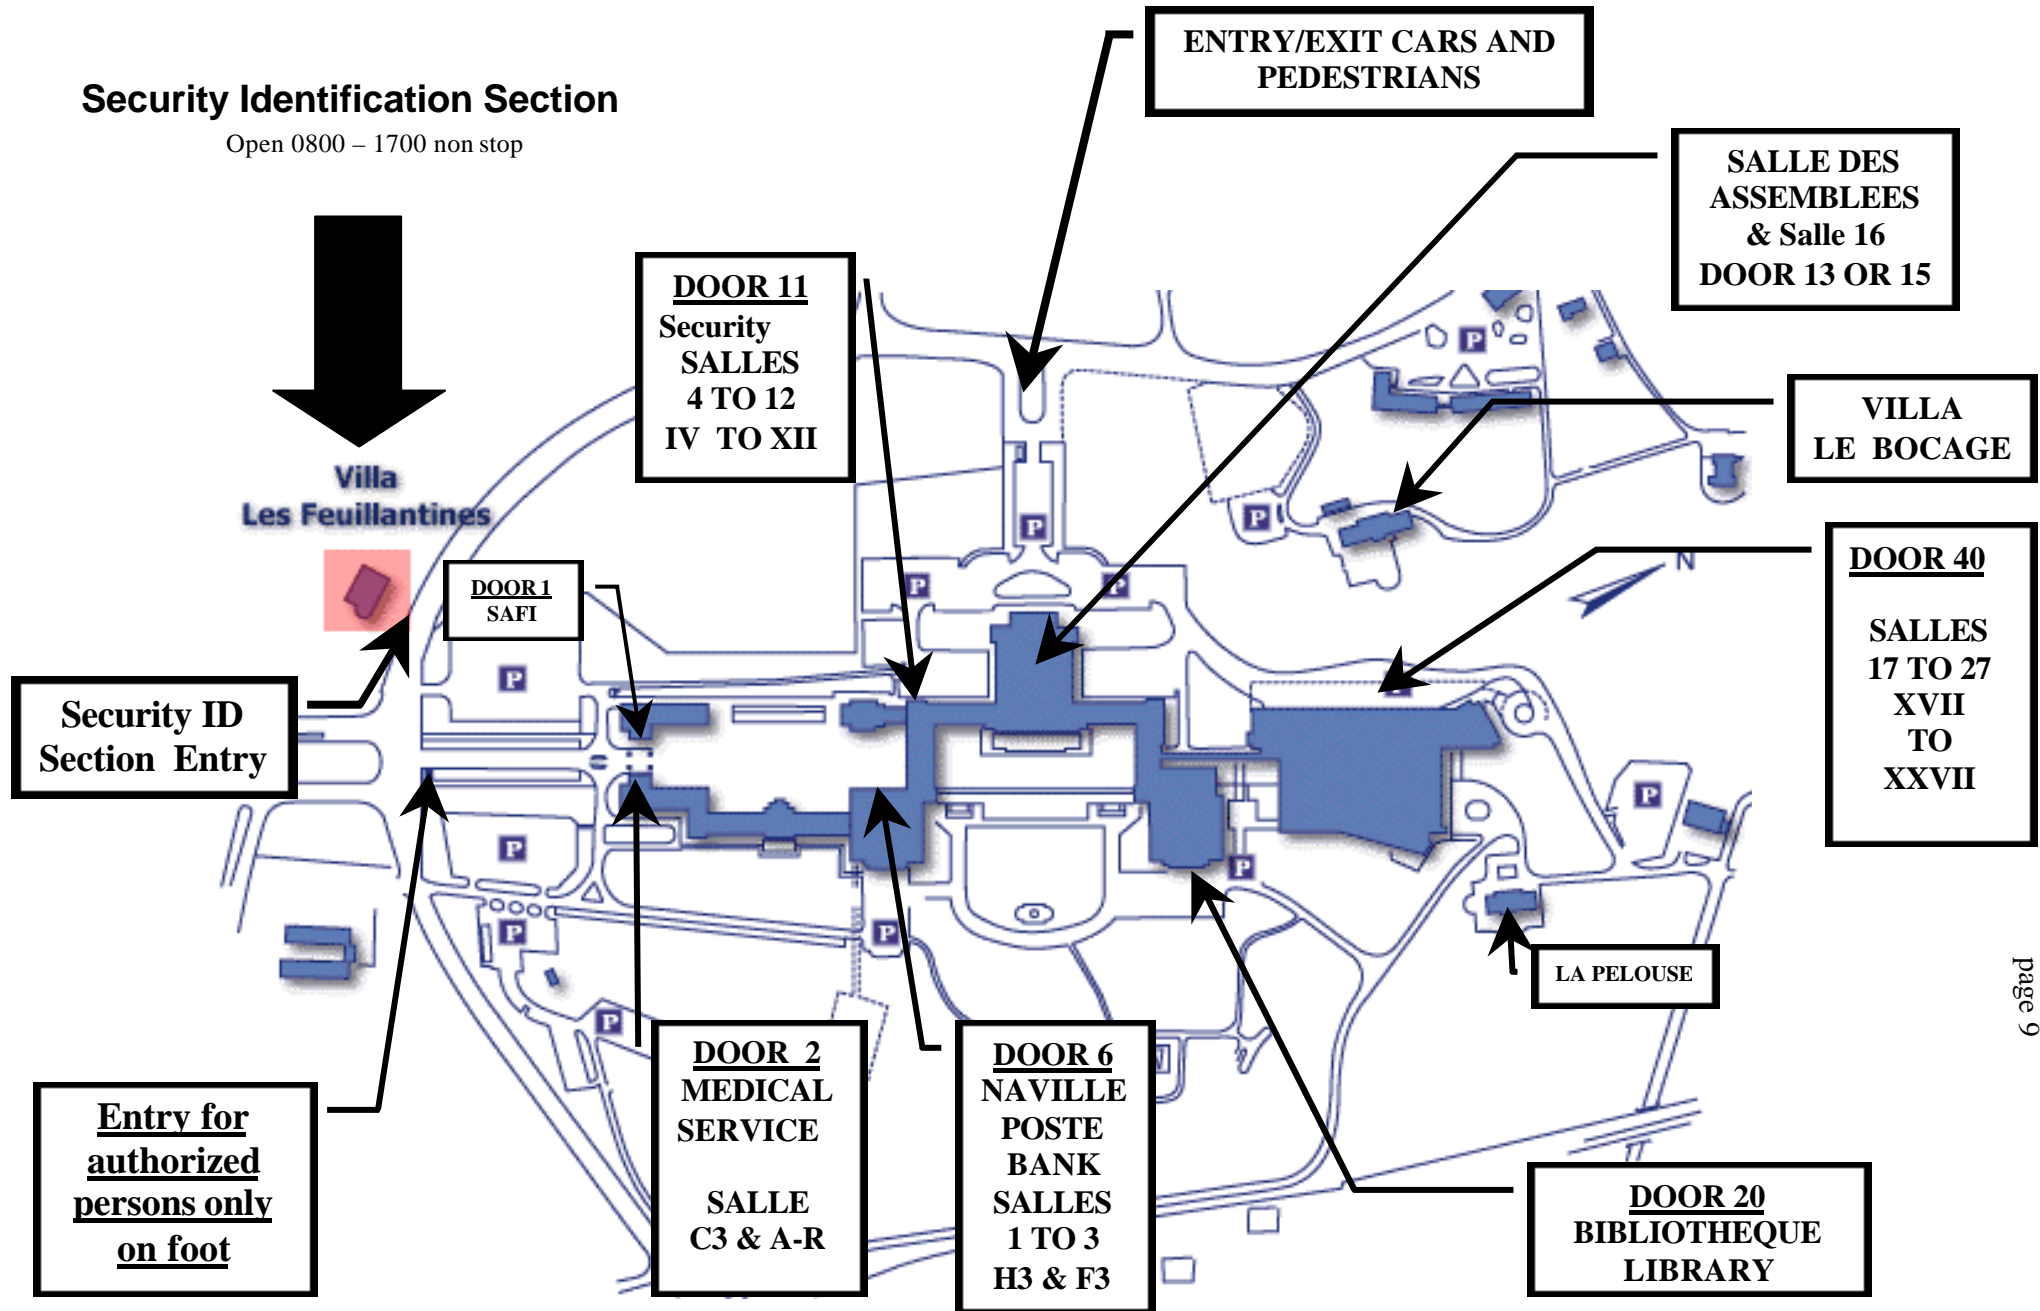 ENTRY/EXIT CARS AND
PEDESTRIANS
Security Identification Section
Open 0800 – 1700 non stop
SALLE DES
ASSEMBLEES
& Salle 16
DOOR 13 OR 15
DOOR 11
Security
SALLES
4 TO 12
IV TO XII
P
VILLA
LE BOCAGE
Villa
Les Feuillantines
P
P
DOOR 40
SALLES
17 TO 27
XVII
TO
XXVII
N
DOOR 1
SAFI
P
P
P
P
Security ID
Section Entry
P
P
P
P
P
LA PELOUSE
page 9
P
Entry for
authorized
persons only
on foot
DOOR 2
MEDICAL
SERVICE
SALLE
C3 & A-R
DOOR 6
NAVILLE
POSTE
BANK
SALLES
1 TO 3
H3 & F3
DOOR 20
BIBLIOTHEQUE
LIBRARY